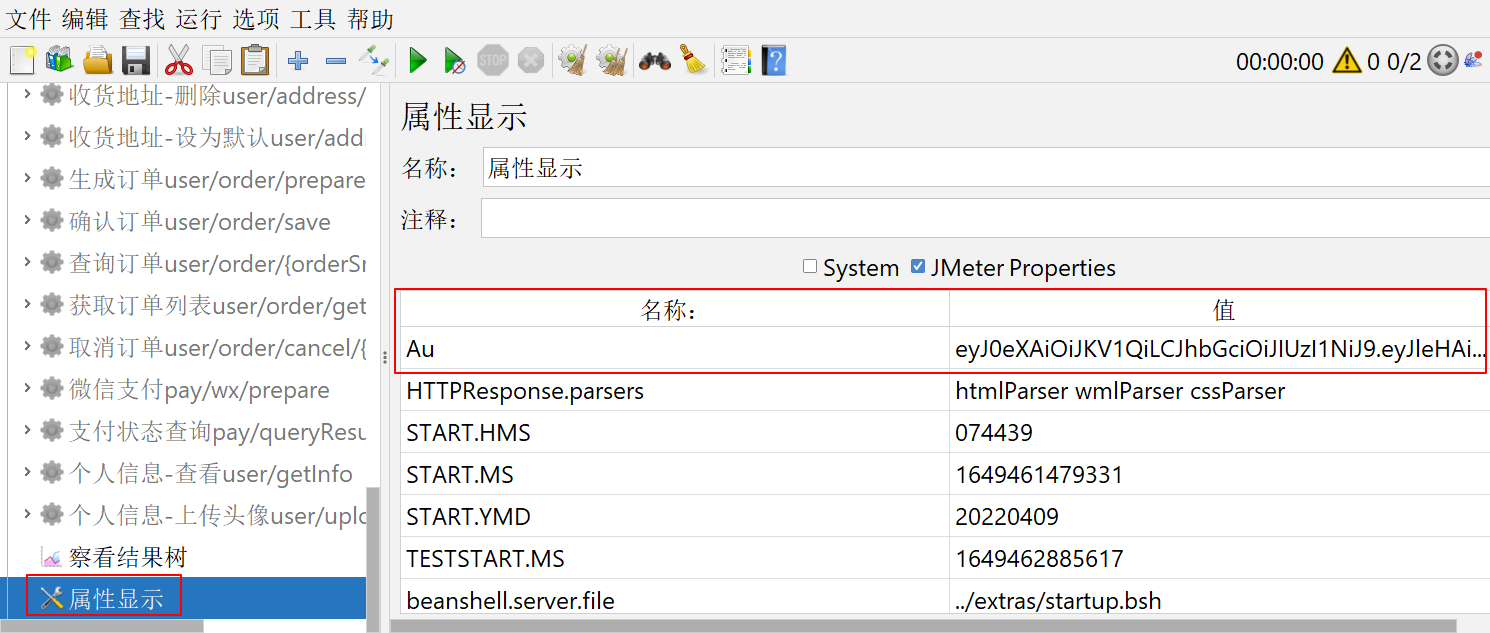 文件 编辑 查找 运行 选项 工具 帮助
STOP
00:00:00 0 0/2
收货地址-删除user/address/
收货地址-设为默认user/add
生成订单user/order/prepare
确认订单user/order/save
查询订单user/order/{orderSr
获取订单列表user/order/get
取消订单user/order/cancel/{
微信支付pay/wx/prepare
支付状态查询pay/queryResu
个人信息-查看user/getInfo
个人信息-上传头像user/uplo
察看结果树
属性显示
属性显示
名称： 属性显示
注释：
System JMeter Properties
名称： 值
Au eyJ0eXAiOiJKV1QiLCJhbGciOiJIUzI1NiJ9.eyJleHAi...
HTTPResponse.parsers htmlParser wmlParser cssParser
START.HMS 074439
START.MS 1649461479331
START.YMD 20220409
TESTSTART.MS 1649462885617
beanshell.server.file ../extras/startup.bsh